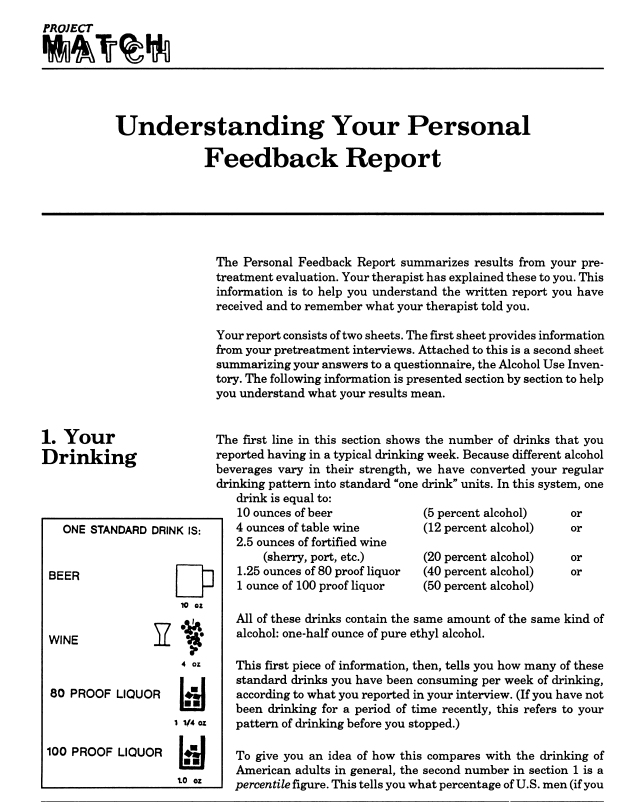 PROJECT
MATCH
Understanding Your Personal
Feedback Report
The Personal Feedback Report summarizes results from your pre-
treatment evaluation. Your therapist has explained these to you. This
information is to help you understand the written report you have
received and to remember what your therapist told you.
Your report consists of two sheets. The first sheet provides information
from your pretreatment interviews. Attached to this is a second sheet
summarizing your answers to a questionnaire, the Alcohol Use Inven-
tory. The following information is presented section by section to help
you understand what your results mean.
1. Your
Drinking
The first line in this section shows the number of drinks that you
reported having in a typical drinking week. Because different alcohol
beverages vary in their strength, we have converted your regular
drinking pattern into standard "one drink" units. In this system, one
drink is equal to:
10 ounces of beer (5 percent alcohol) or
4 ounces of table wine (12 percent alcohol) or
2.5 ounces of fortified wine
(sherry, port, etc.) (20 percent alcohol) or
1.25 ounces of 80 proof liquor (40 percent alcohol) or
1 ounce of 100 proof liquor (50 percent alcohol)
ONE STANDARD DRINK IS:
BEER
10 oz
WINE
4 oz
80 PROOF LIQUOR
1 1/4 oz
100 PROOF LIQUOR
1.0 oz
All of these drinks contain the same amount of the same kind of
alcohol: one-half ounce of pure ethyl alcohol.
This first piece of information, then, tells you how many of these
standard drinks you have been consuming per week of drinking,
according to what you reported in your interview. (If you have not
been drinking for a period of time recently, this refers to your
pattern of drinking before you stopped.)
To give you an idea of how this compares with the drinking of
American adults in general, the second number in section 1 is a
percentile figure. This tells you what percentage of U.S. men (if you